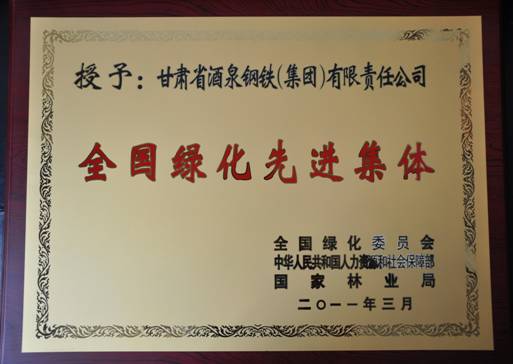 授予：甘肃省酒泉钢铁(集团)有限责任公司
全国绿化先进集体
全国绿化委员会
中华人民共和国人力资源和社会保障部
国家林业局
二〇一一年三月